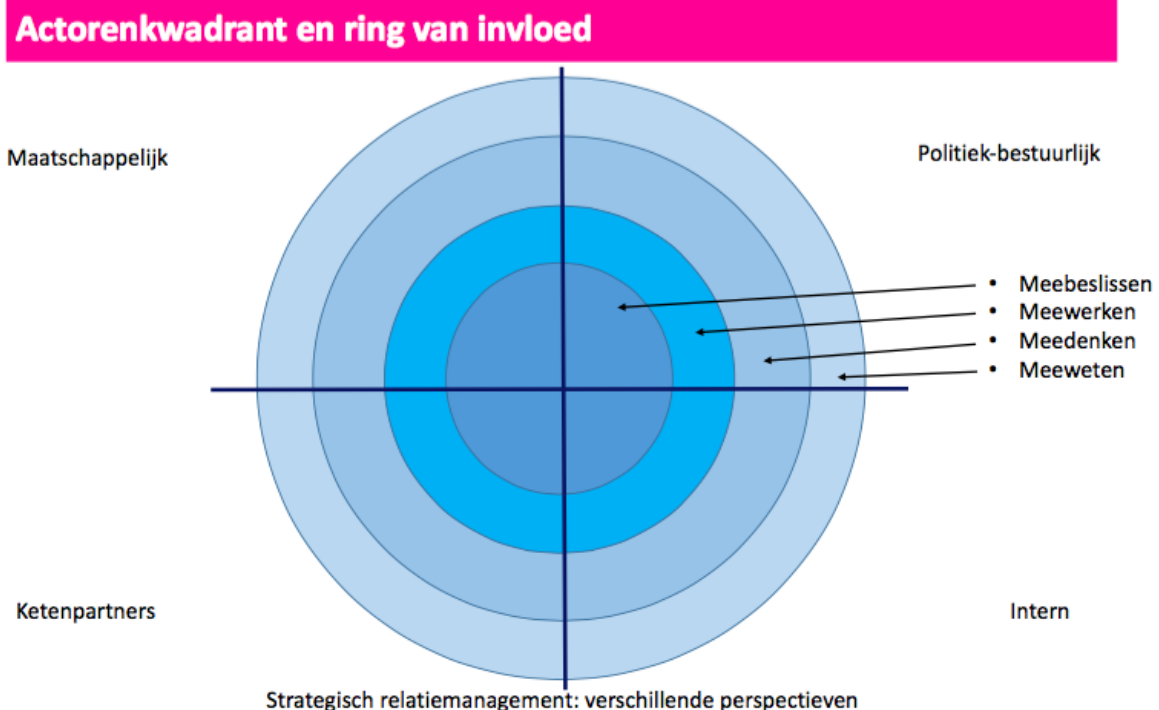 Actorenkwadrant en ring van invloed
Maatschappelijk
Politiek-bestuurlijk
• Meebeslissen
• Meewerken
• Meedenken
• Meeweten
Ketenpartners
Intern
Strategisch relatiemanagement: verschillende perspectieven